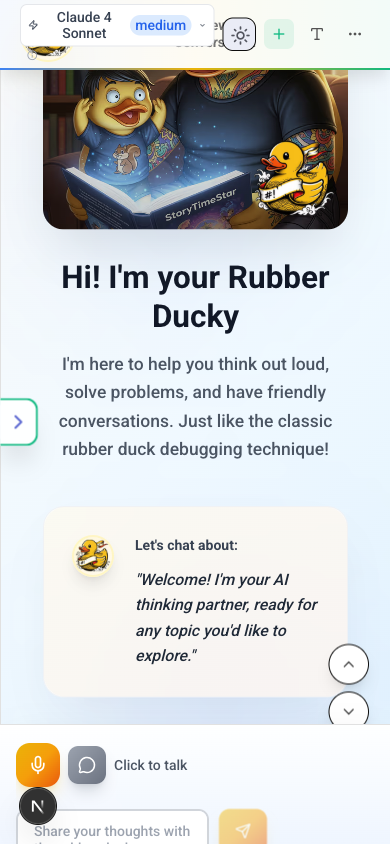 Claude 4
Sonnet
medium
T
StoryTimeStar
#!
Hi! I'm your Rubber
Ducky
I'm here to help you think out loud,
solve problems, and have friendly
conversations. Just like the classic
rubber duck debugging technique!
Let's chat about:
"Welcome! I'm your AI
thinking partner, ready for
any topic you'd like to
explore."
Click to talk
N
Share your thoughts with